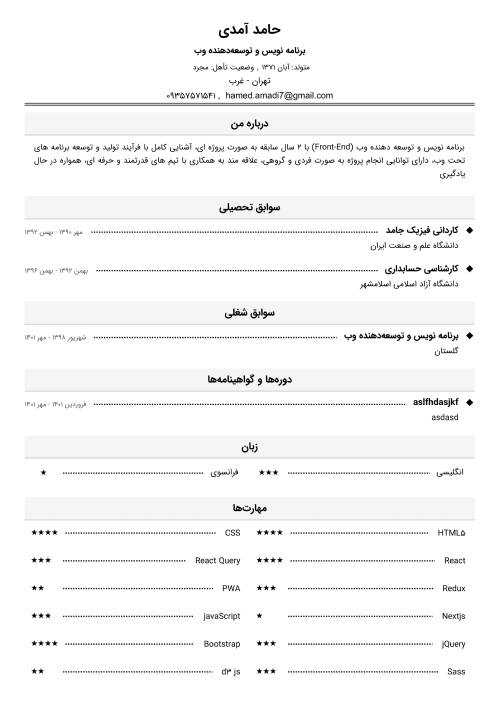 حامد آمدی
برنامه نویس و توسعه‌دهنده وب
متولد: آبان ۱۳۷۱ , وضعیت تأهل: مجرد
تهران - غرب
۰۹۳۵۷۵۷۱۵۴۱ , hamed.amadi7@gmail.com
درباره من
برنامه نویس و توسعه دهنده وب (Front-End) با ۲ سال سابقه به صورت پروژه ای، آشنایی کامل با فرآیند تولید و توسعه برنامه های
تحت وب، دارای توانایی انجام پروژه به صورت فردی و گروهی، علاقه مند به همکاری با تیم های قدرتمند و حرفه ای، همواره در حال
یادگیری
سوابق تحصیلی
◆ کاردانی فیزیک جامد مهر ۱۳۹۰ - بهمن ۱۳۹۲
دانشگاه علم و صنعت ایران
◆ کارشناسی حسابداری بهمن ۱۳۹۲ - بهمن ۱۳۹۶
دانشگاه آزاد اسلامی اسلامشهر
سوابق شغلی
◆ برنامه نویس و توسعه‌دهنده وب شهریور ۱۳۹۸ - مهر ۱۴۰۱
گلستان
دوره‌ها و گواهینامه‌ها
◆ aslfhdasjkf فروردین ۱۴۰۱ - مهر ۱۴۰۱
asdasd
زبان
انگلیسی ★★★ فرانسوی ★
مهارت‌ها
HTML۵ ★★★★ CSS ★★★★
React ★★★★ React Query ★★★
Redux ★★★ PWA ★★
Nextjs ★ javaScript ★★★
jQuery ★★★ Bootstrap ★★★★
Sass ★★★ d۳ js ★★